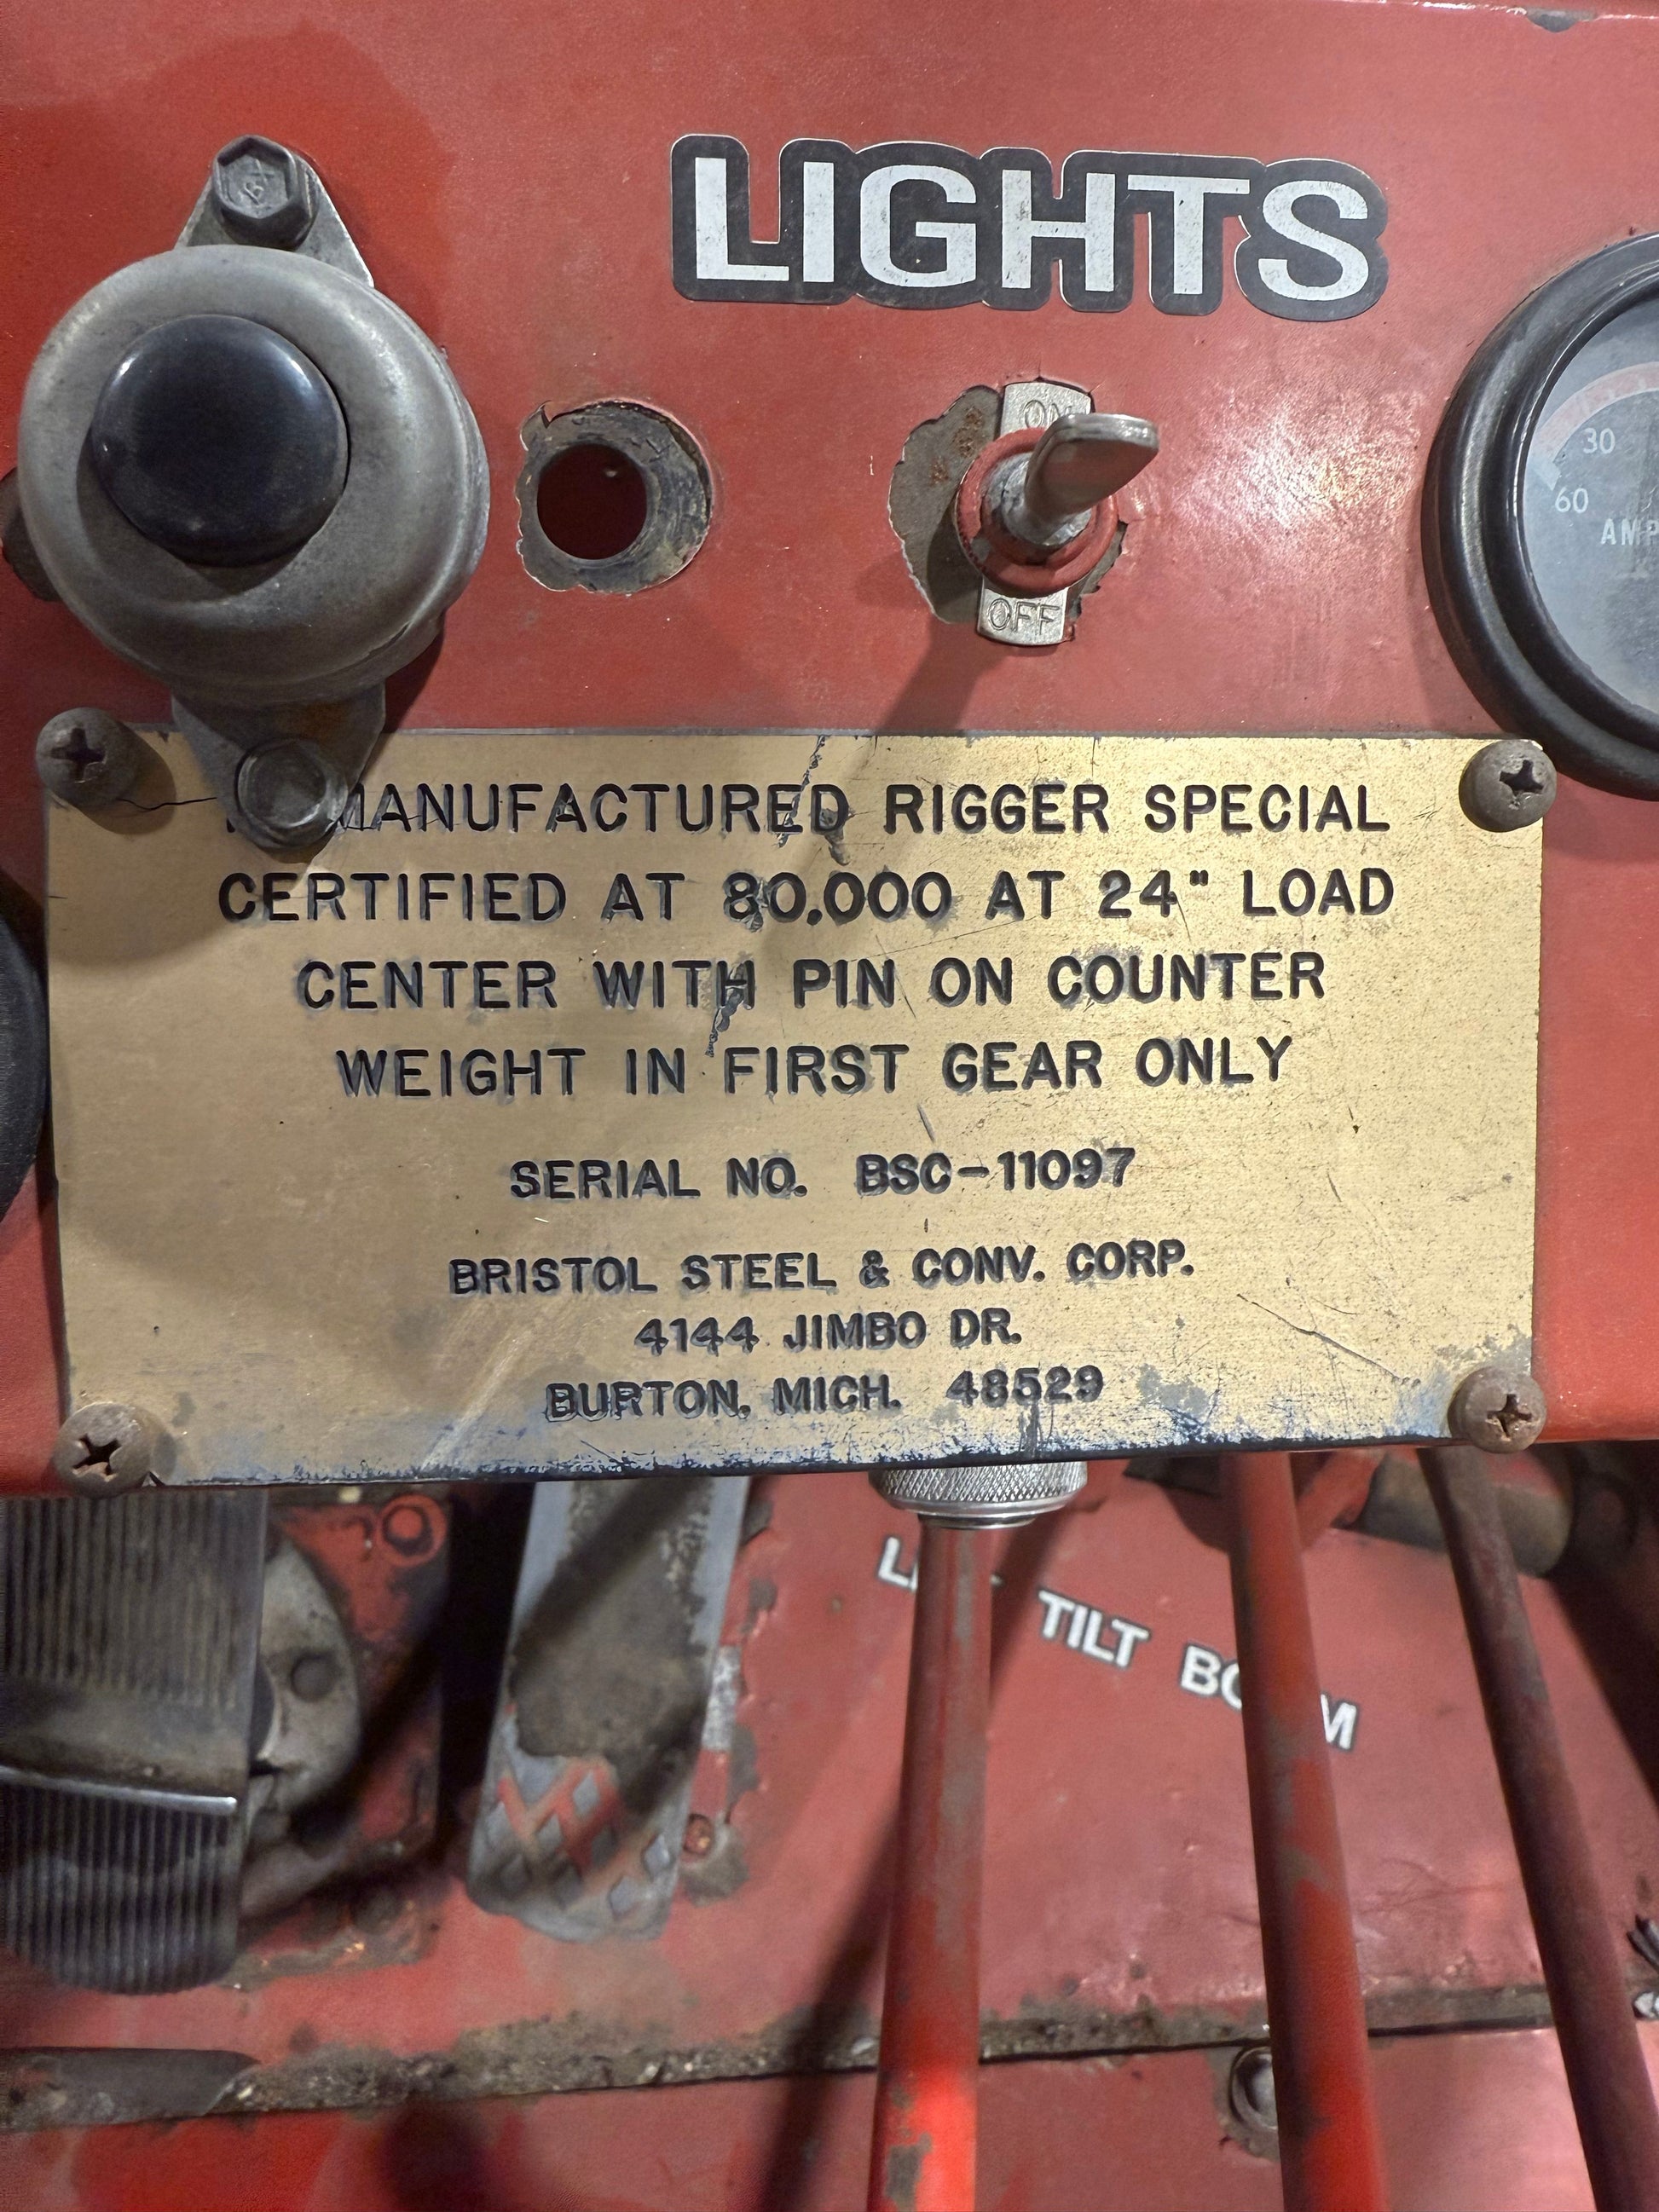 LIGHTS
ON
OFF
30
60
MANUFACTURED RIGGER SPECIAL
CERTIFIED AT 80,000 AT 24" LOAD
CENTER WITH PIN ON COUNTER
WEIGHT IN FIRST GEAR ONLY
SERIAL NO. BSC-11097
BRISTOL STEEL & CONV. CORP.
4144 JIMBO DR.
BURTON, MICH. 48529
TILT